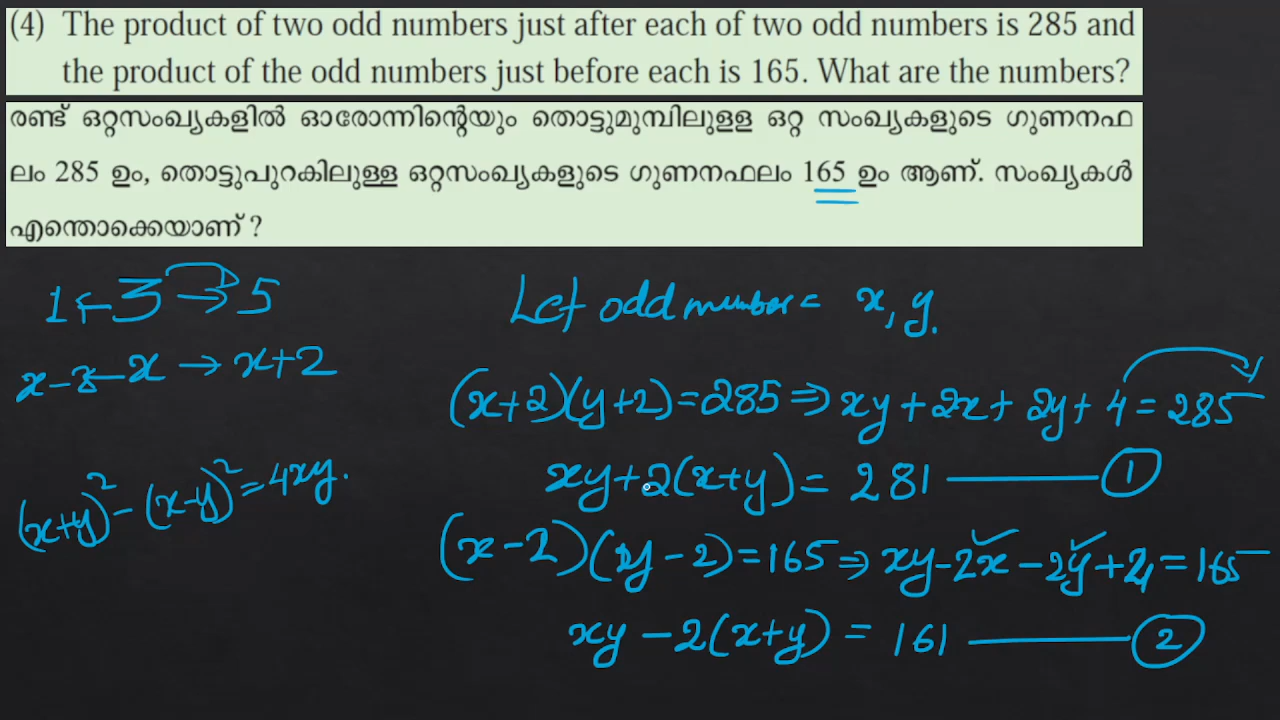 (4) The product of two odd numbers just after each of two odd numbers is 285 and
the product of the odd numbers just before each is 165. What are the numbers?
രണ്ട് ഒറ്റസംഖ്യകളിൽ ഓരോന്നിന്റെയും തൊട്ടുമുമ്പിലുളള ഒറ്റ സംഖ്യകളുടെ ഗുണനഫ
ലം 285 ഉം, തൊട്ടുപുറകിലുള്ള ഒറ്റസംഖ്യകളുടെ ഗുണനഫലം 165 ഉം ആണ്. സംഖ്യകൾ
എന്തൊക്കെയാണ് ?
1 ← 3 → 5
x-2 ← x → x+2
(x+y)² - (x-y)² = 4xy.
Let odd number = x, y.
(x+2)(y+2) = 285 ⇒ xy + 2x + 2y + 4 = 285
xy + 2(x+y) = 281 —— 1
(x-2)(y-2) = 165 ⇒ xy - 2x - 2y + 4 = 165
xy - 2(x+y) = 161 —— 2